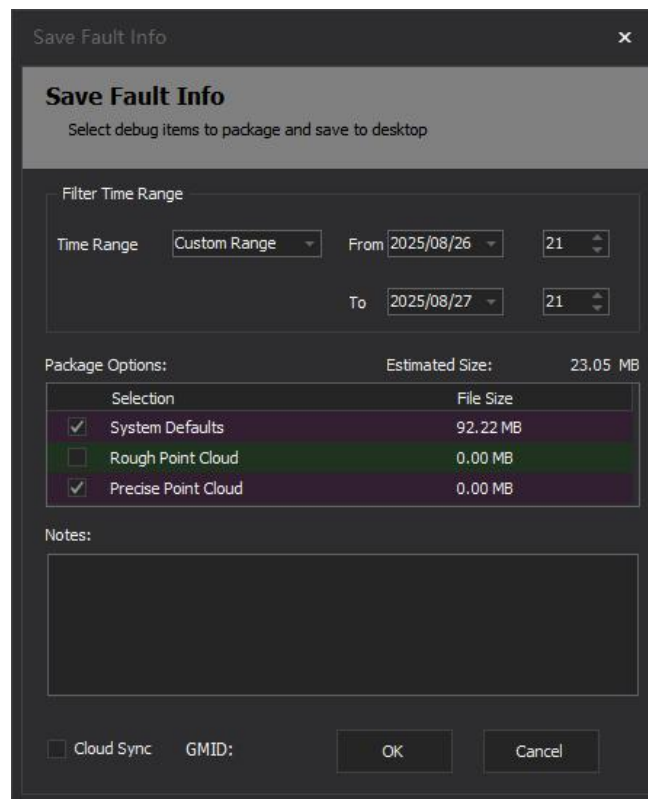 Save Fault Info
Save Fault Info
Select debug items to package and save to desktop
Filter Time Range
Time Range Custom Range From 2025/08/26 21
To 2025/08/27 21
Package Options: Estimated Size: 23.05 MB
Selection File Size
System Defaults 92.22 MB
Rough Point Cloud 0.00 MB
Precise Point Cloud 0.00 MB
Notes:
Cloud Sync GMID: OK Cancel